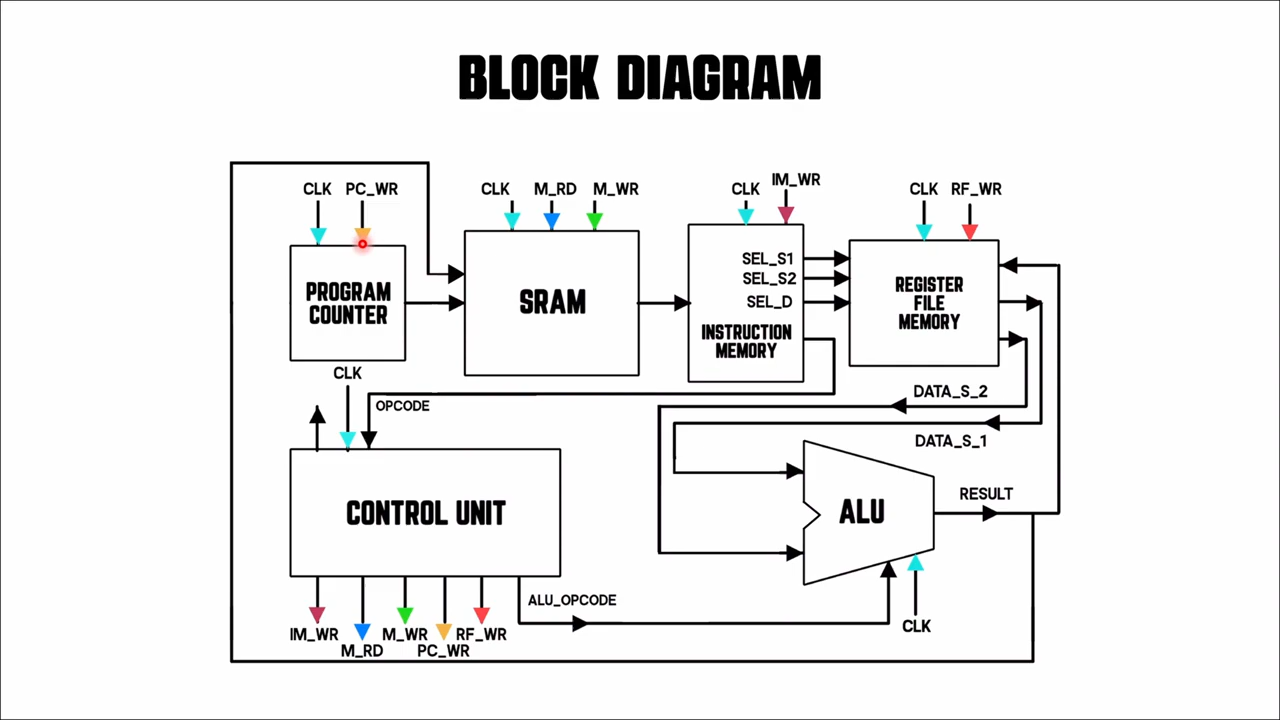 BLOCK DIAGRAM
CLK PC_WR
CLK M_RD M_WR
CLK IM_WR
CLK RF_WR
PROGRAM
COUNTER
SRAM
SEL_S1
SEL_S2
SEL_D
INSTRUCTION
MEMORY
REGISTER
FILE
MEMORY
CLK
OPCODE
DATA_S_2
DATA_S_1
CONTROL UNIT
ALU
RESULT
ALU_OPCODE
CLK
IM_WR M_WR RF_WR
M_RD PC_WR